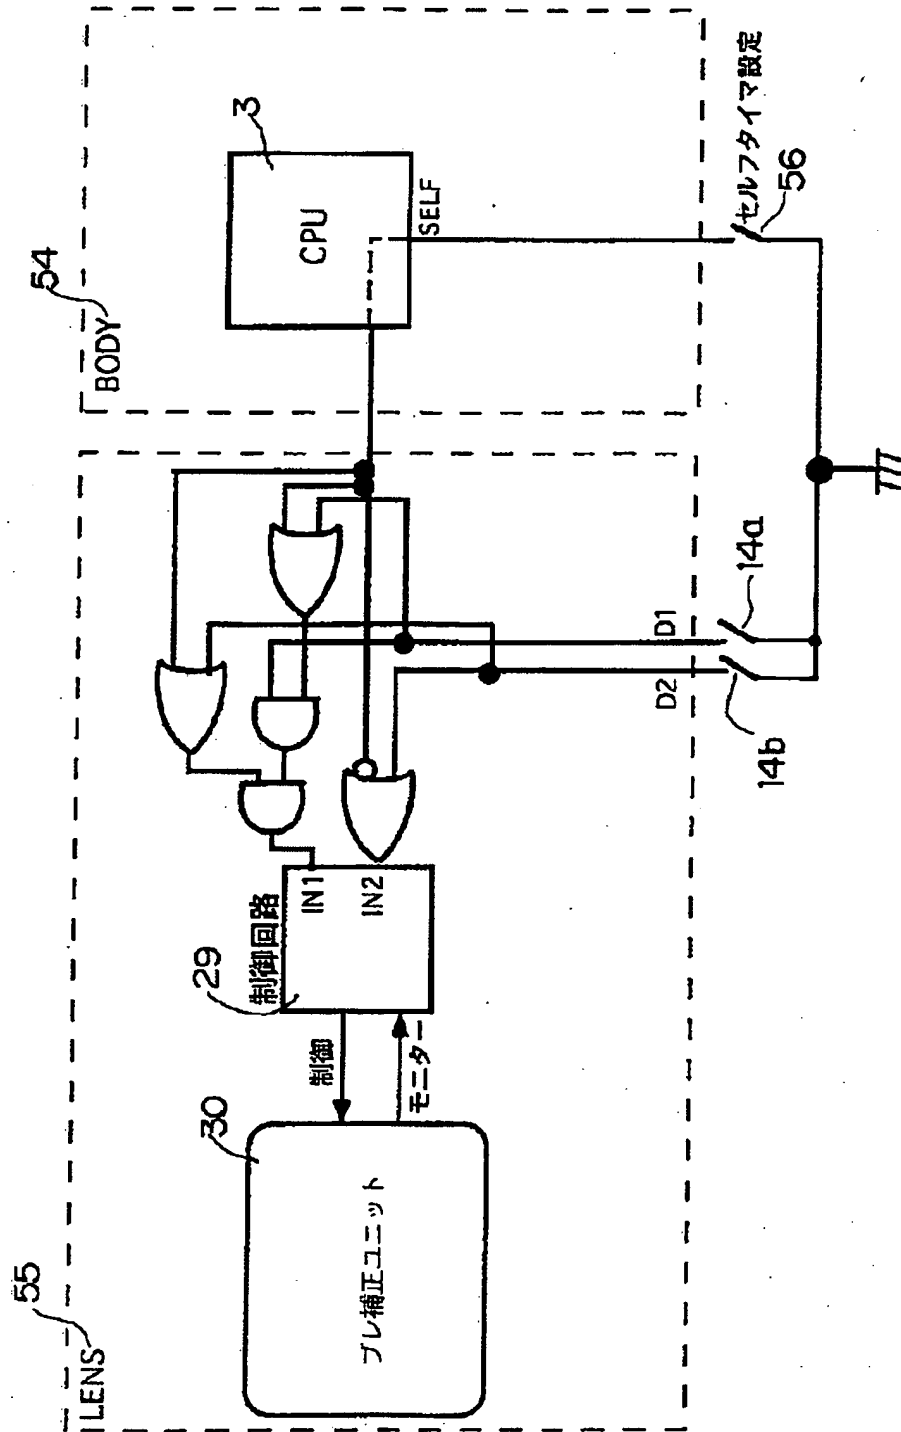 55
LENS
30
ブレ補正ユニット
制御
モニター
29
制御回路
IN1
IN2
D2
D1
14b
14a
54
BODY
3
CPU
SELF
セルフタイマ設定
56